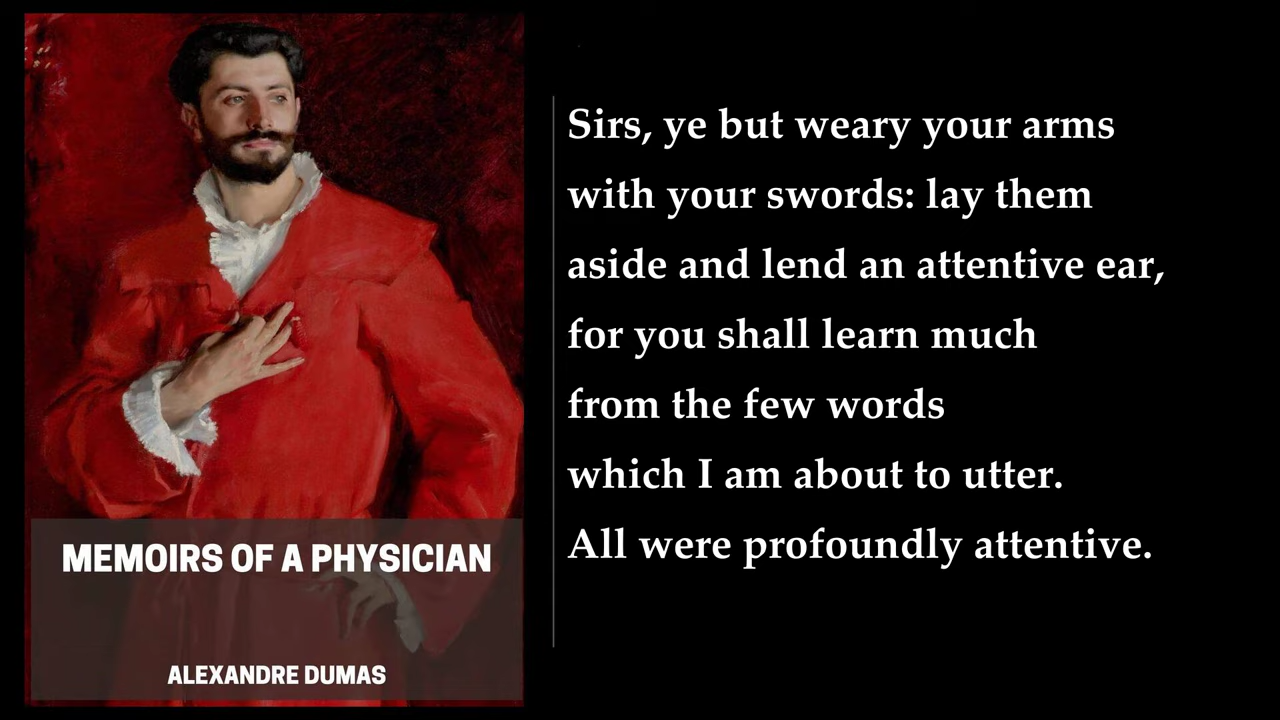 MEMOIRS OF A PHYSICIAN
ALEXANDRE DUMAS
Sirs, ye but weary your arms
with your swords: lay them
aside and lend an attentive ear,
for you shall learn much
from the few words
which I am about to utter.
All were profoundly attentive.